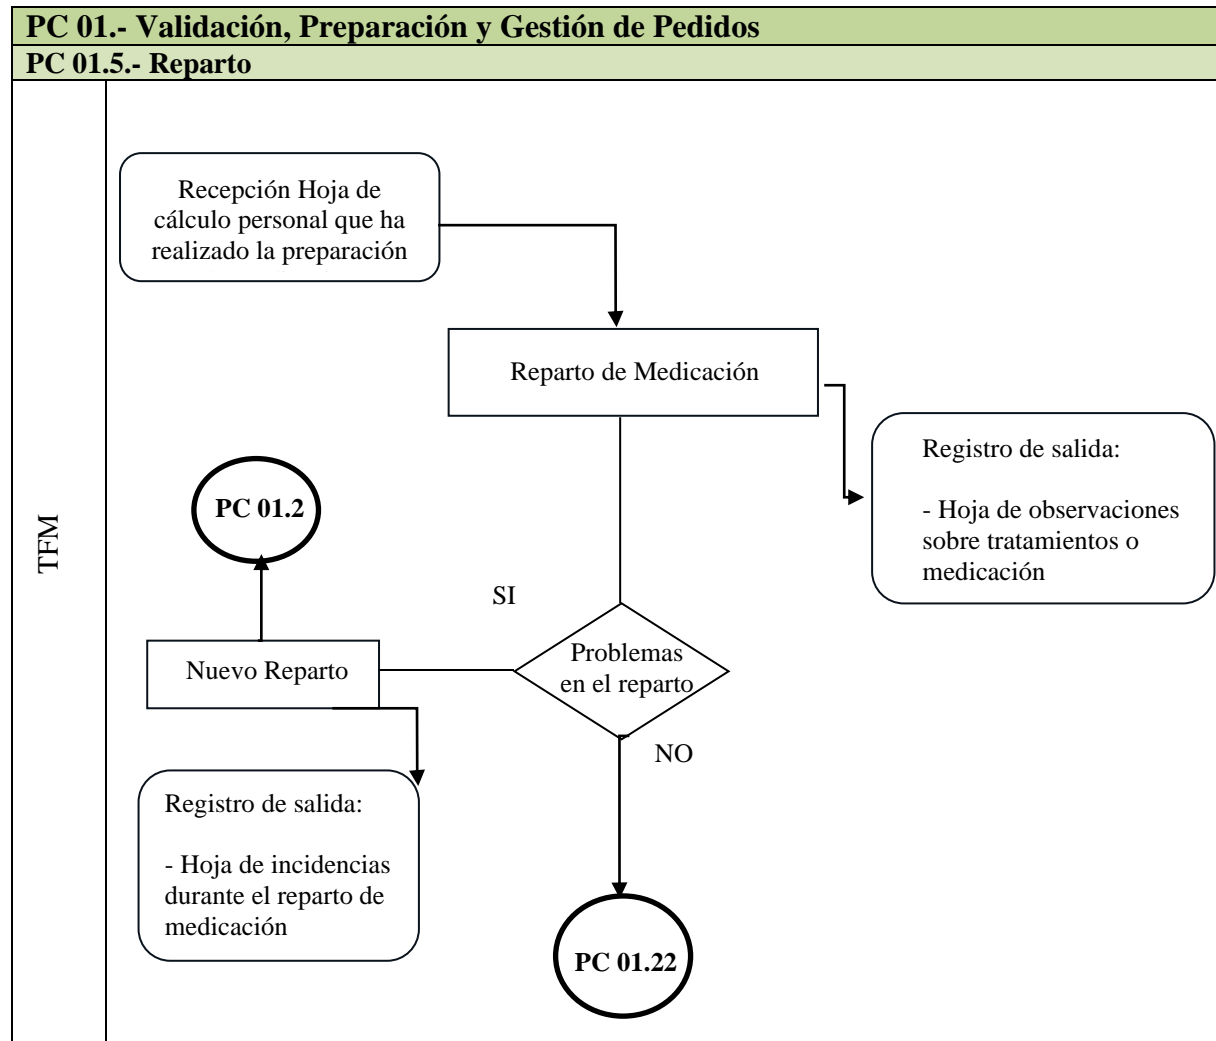 PC 01.- Validación, Preparación y Gestión de Pedidos
PC 01.5.- Reparto
TFM
Recepción Hoja de
cálculo personal que ha
realizado la preparación
Reparto de Medicación
Registro de salida:
- Hoja de observaciones
sobre tratamientos o
medicación
PC 01.2
SI
Problemas
en el reparto
Nuevo Reparto
NO
Registro de salida:
- Hoja de incidencias
durante el reparto de
medicación
PC 01.22